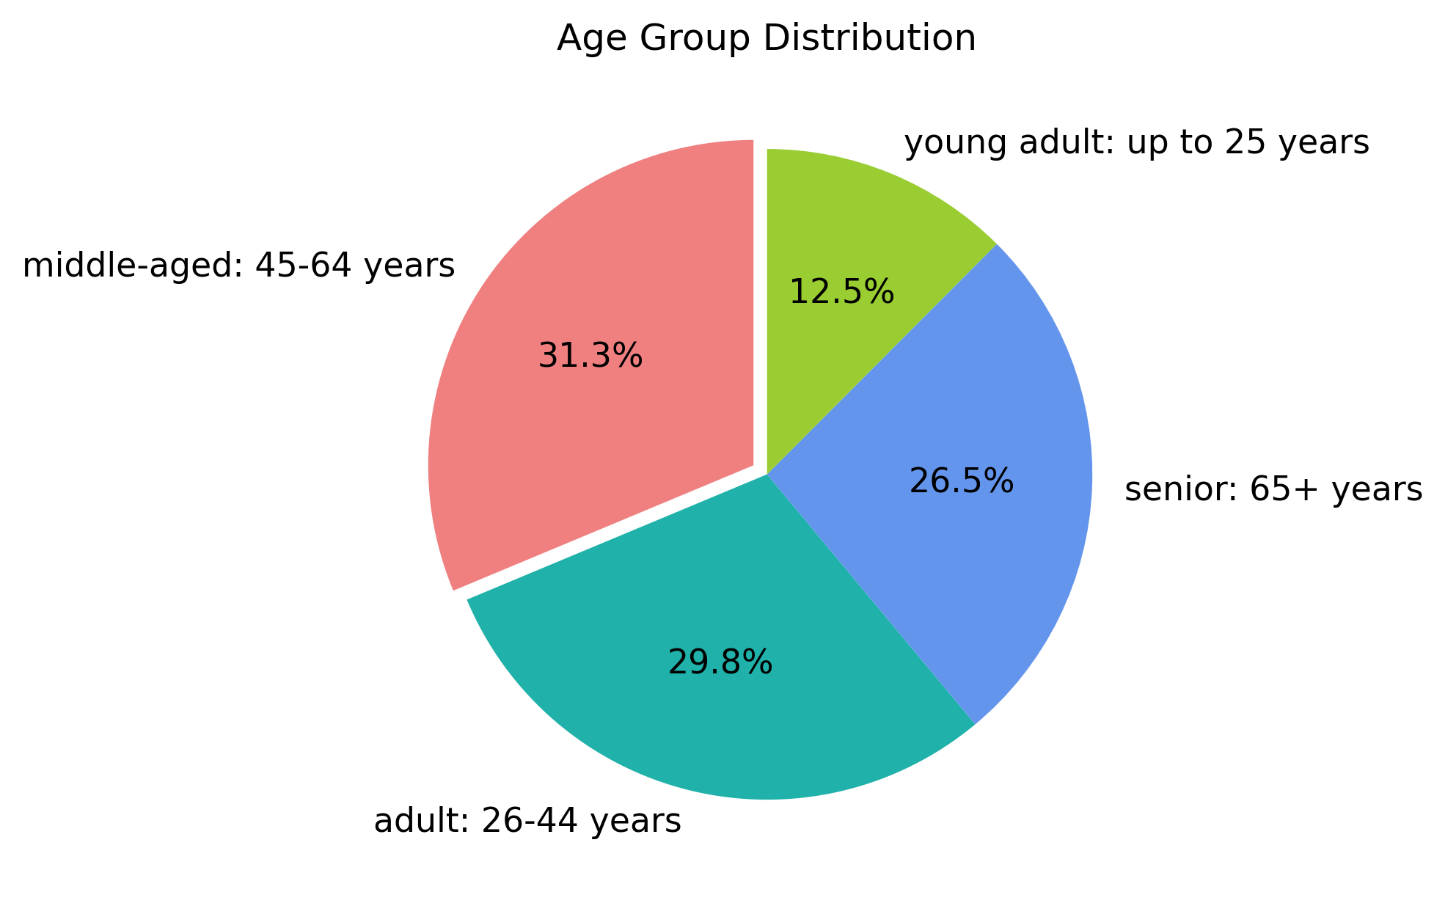 Age Group Distribution
young adult: up to 25 years
middle-aged: 45-64 years
12.5%
31.3%
26.5%
senior: 65+ years
29.8%
adult: 26-44 years